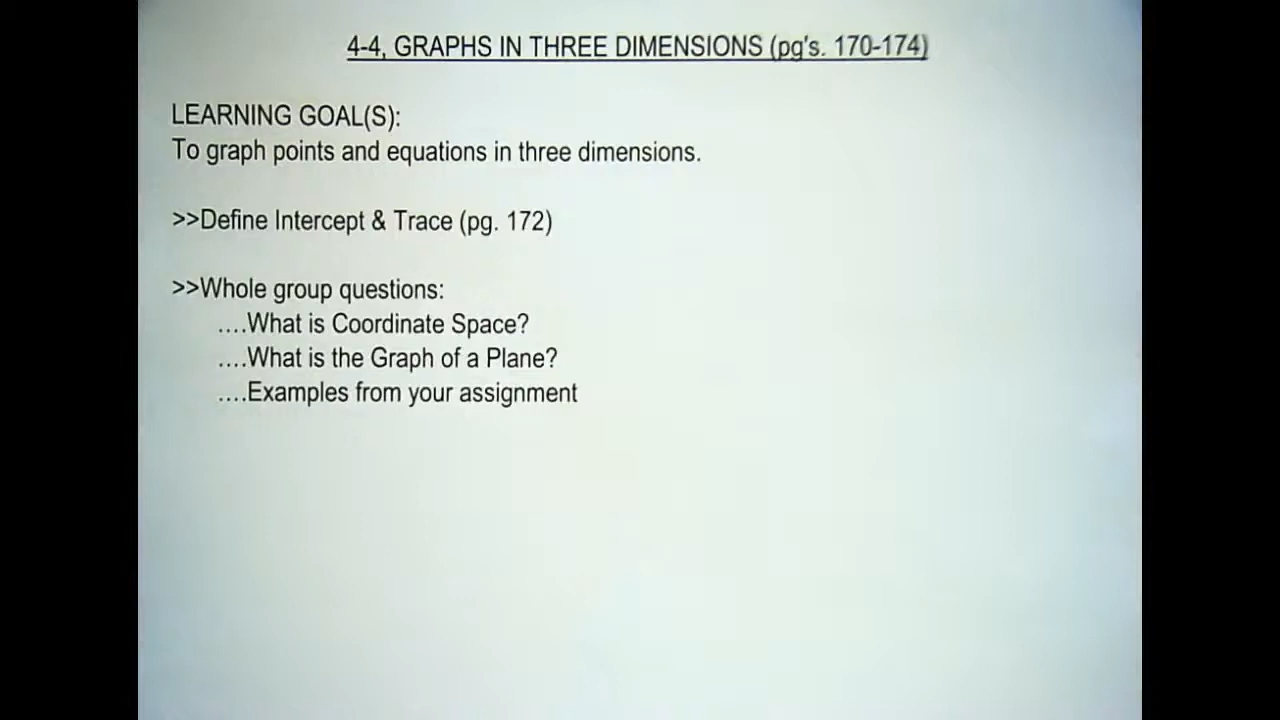 4-4, GRAPHS IN THREE DIMENSIONS (pg's. 170-174)
LEARNING GOAL(S):
To graph points and equations in three dimensions.
>>Define Intercept & Trace (pg. 172)
>>Whole group questions:
....What is Coordinate Space?
....What is the Graph of a Plane?
....Examples from your assignment